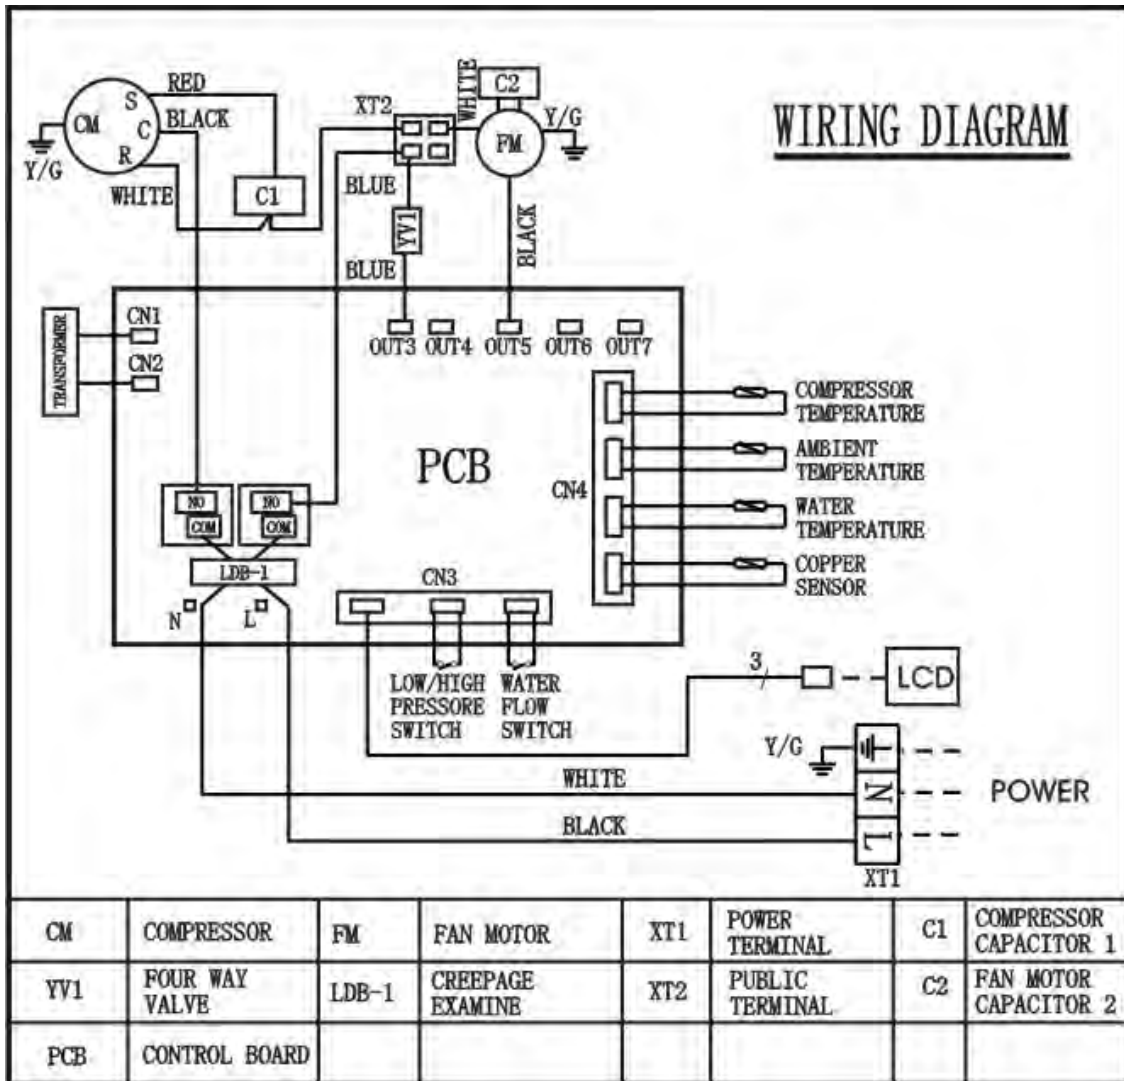 WIRING DIAGRAM
RED
S
CM
C
BLACK
R
Y/G
WHITE
C1
XT2
WHITE
C2
Y/G
FM
BLUE
YV1
BLACK
BLUE
TRANSFORMER
CN1
CN2
OUT3 OUT4 OUT5 OUT6 OUT7
COMPRESSOR
TEMPERATURE
AMBIENT
TEMPERATURE
PCB
CN4
WATER
TEMPERATURE
COPPER
SENSOR
NO
COM
NO
COM
LDB-1
N
L
CN3
LOW/HIGH
PRESSORE
SWITCH
WATER
FLOW
SWITCH
3
LCD
Y/G
WHITE
N
POWER
BLACK
L
XT1
CM COMPRESSOR FM FAN MOTOR XT1 POWER TERMINAL C1 COMPRESSOR CAPACITOR 1
YV1 FOUR WAY VALVE LDB-1 CREEPAGE EXAMINE XT2 PUBLIC TERMINAL C2 FAN MOTOR CAPACITOR 2
PCB CONTROL BOARD